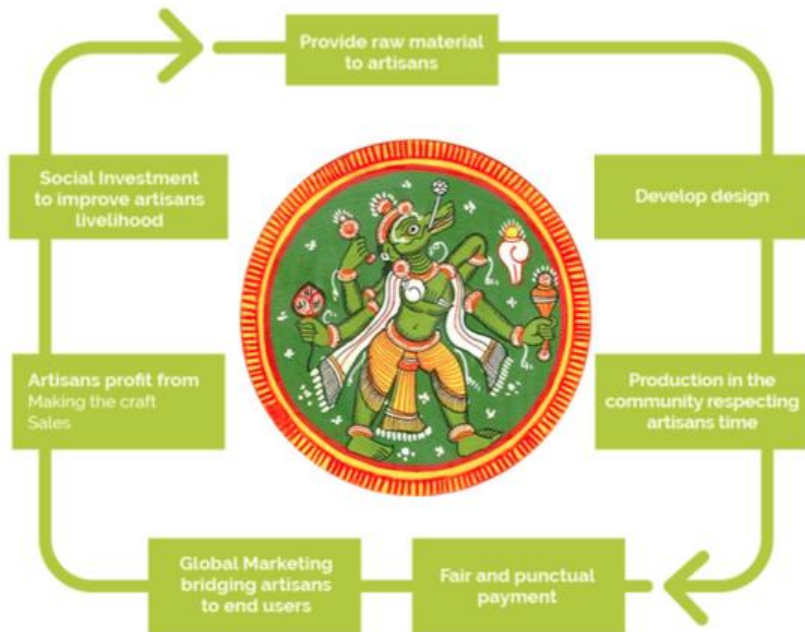 Provide raw material
to artisans
Develop design
Production in the
community respecting
artisans time
Fair and punctual
payment
Global Marketing
bridging artisans
to end users
Artisans profit from
Making the craft
Sales
Social Investment
to improve artisans
livelihood